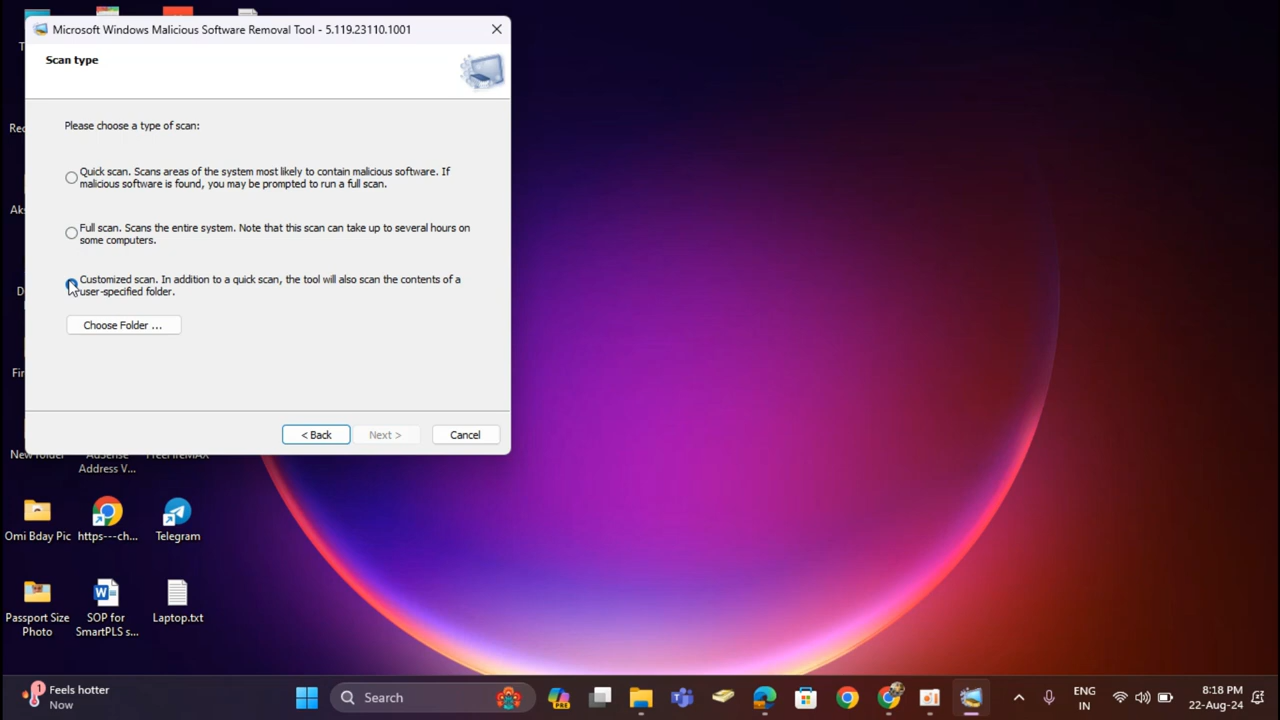 Microsoft Windows Malicious Software Removal Tool - 5.119.23110.1001
Scan type
Please choose a type of scan:
Quick scan. Scans areas of the system most likely to contain malicious software. If
malicious software is found, you may be prompted to run a full scan.
Full scan. Scans the entire system. Note that this scan can take up to several hours on
some computers.
Customized scan. In addition to a quick scan, the tool will also scan the contents of a
user-specified folder.
Choose Folder ...
< Back
Next >
Cancel
New folder
AdSense
Address V...
FreeFireMAX
Omi Bday Pic
https---ch...
Telegram
Passport Size
Photo
SOP for
SmartPLS s...
Laptop.txt
Feels hotter
Now
1
Search
PRE
ENG
IN
8:18 PM
22-Aug-24